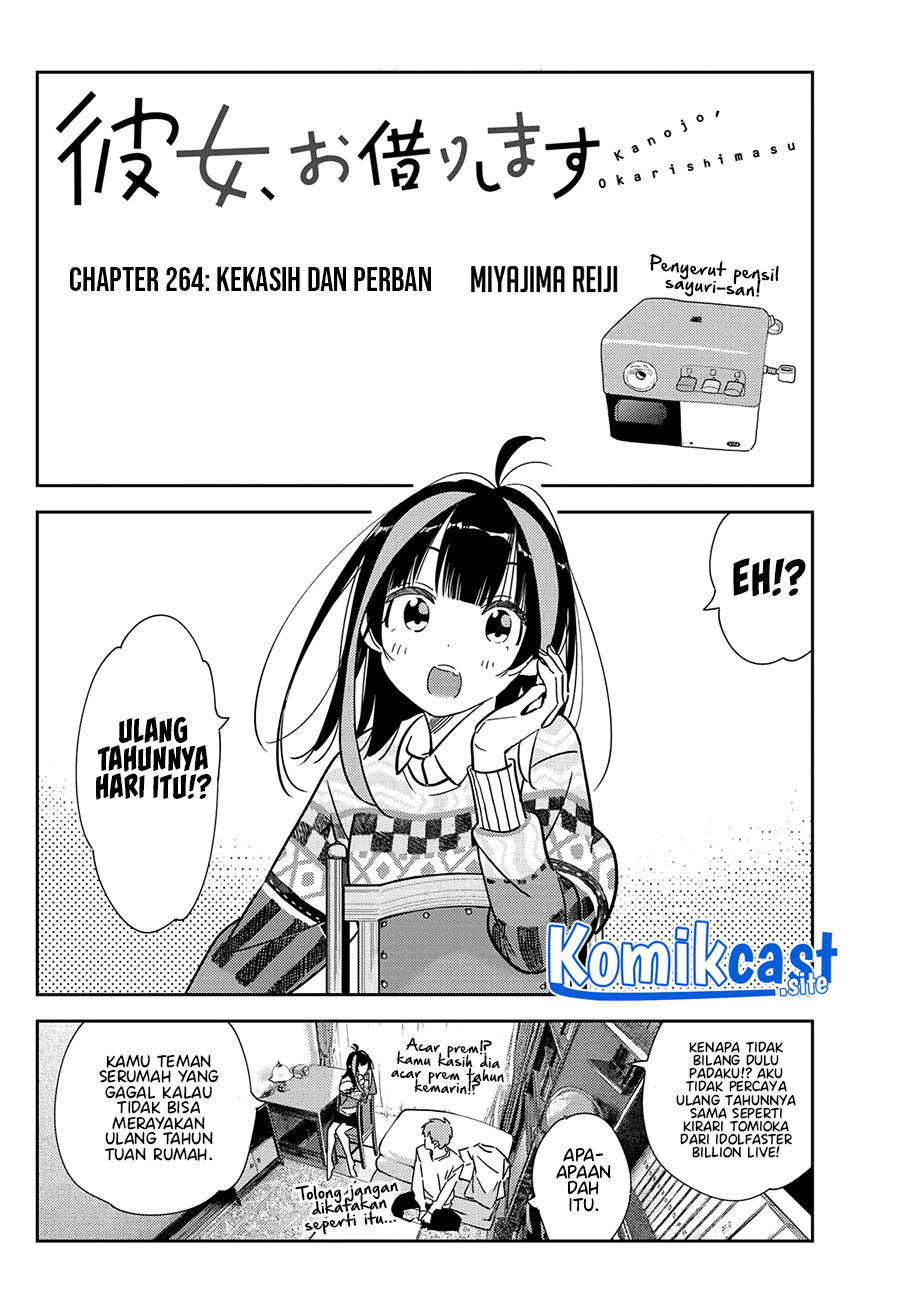 彼女、お借りします
Kanojo,
Okarishimasu
CHAPTER 264: KEKASIH DAN PERBAN
MIYAJIMA REIJI
Penyerut pensil
sayuri-san!
EH!?
ULANG
TAHUNNYA
HARI ITU!?
Komikcast
.site
KENAPA TIDAK
BILANG DULU
PADAKU!? AKU
TIDAK PERCAYA
ULANG TAHUNNYA
SAMA SEPERTI
KIRARI TOMIOKA
DARI IDOLFASTER
BILLION LIVE!
APA-
APAAN
DAH
ITU.
Acar prem!?
kamu kasih dia
acar prem tahun
kemarin!?
Tolong jangan
dikatakan
seperti itu...
KAMU TEMAN
SERUMAH YANG
GAGAL KALAU
TIDAK BISA
MERAYAKAN
ULANG TAHUN
TUAN RUMAH.